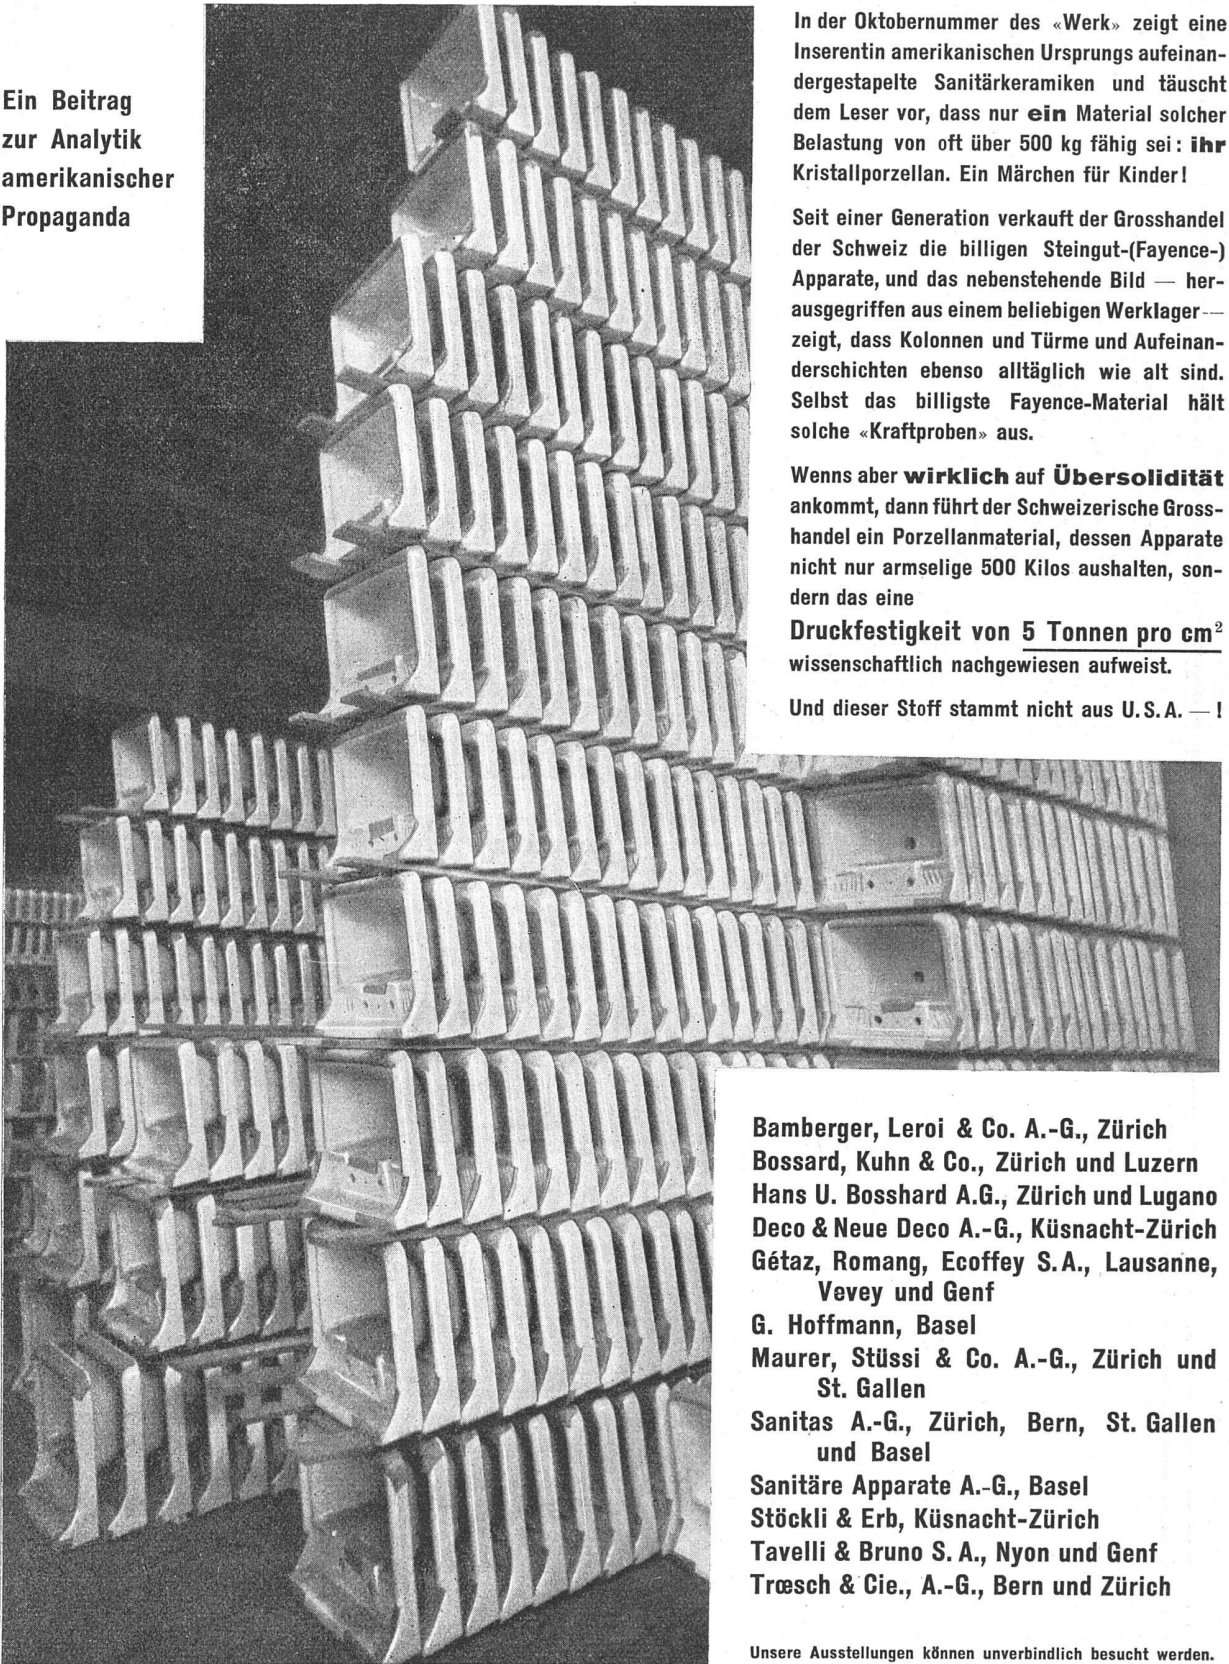 Ein Beitrag
zur Analytik
amerikanischer
Propaganda
In der Oktobernummer des «Werk» zeigt eine
Inserentin amerikanischen Ursprungs aufeinan-
dergestapelte Sanitärkeramiken und täuscht
dem Leser vor, dass nur ein Material solcher
Belastung von oft über 500 kg fähig sei: ihr
Kristallporzellan. Ein Märchen für Kinder!
Seit einer Generation verkauft der Grosshandel
der Schweiz die billigen Steingut-(Fayence-)
Apparate, und das nebenstehende Bild — her-
ausgegriffen aus einem beliebigen Werklager —
zeigt, dass Kolonnen und Türme und Aufeinan-
derschichten ebenso alltäglich wie alt sind.
Selbst das billigste Fayence-Material hält
solche «Kraftproben» aus.
Wenns aber wirklich auf Übersolidität
ankommt, dann führt der Schweizerische Gross-
handel ein Porzellanmaterial, dessen Apparate
nicht nur armselige 500 Kilos aushalten, son-
dern das eine
Druckfestigkeit von 5 Tonnen pro cm²
wissenschaftlich nachgewiesen aufweist.
Und dieser Stoff stammt nicht aus U.S.A. — !
Bamberger, Leroi & Co. A.-G., Zürich
Bossard, Kuhn & Co., Zürich und Luzern
Hans U. Bosshard A.G., Zürich und Lugano
Deco & Neue Deco A.-G., Küsnacht-Zürich
Gétaz, Romang, Ecoffey S.A., Lausanne,
Vevey und Genf
G. Hoffmann, Basel
Maurer, Stüssi & Co. A.-G., Zürich und
St. Gallen
Sanitas A.-G., Zürich, Bern, St. Gallen
und Basel
Sanitäre Apparate A.-G., Basel
Stöckli & Erb, Küsnacht-Zürich
Tavelli & Bruno S. A., Nyon und Genf
Trœsch & Cie., A.-G., Bern und Zürich
Unsere Ausstellungen können unverbindlich besucht werden.